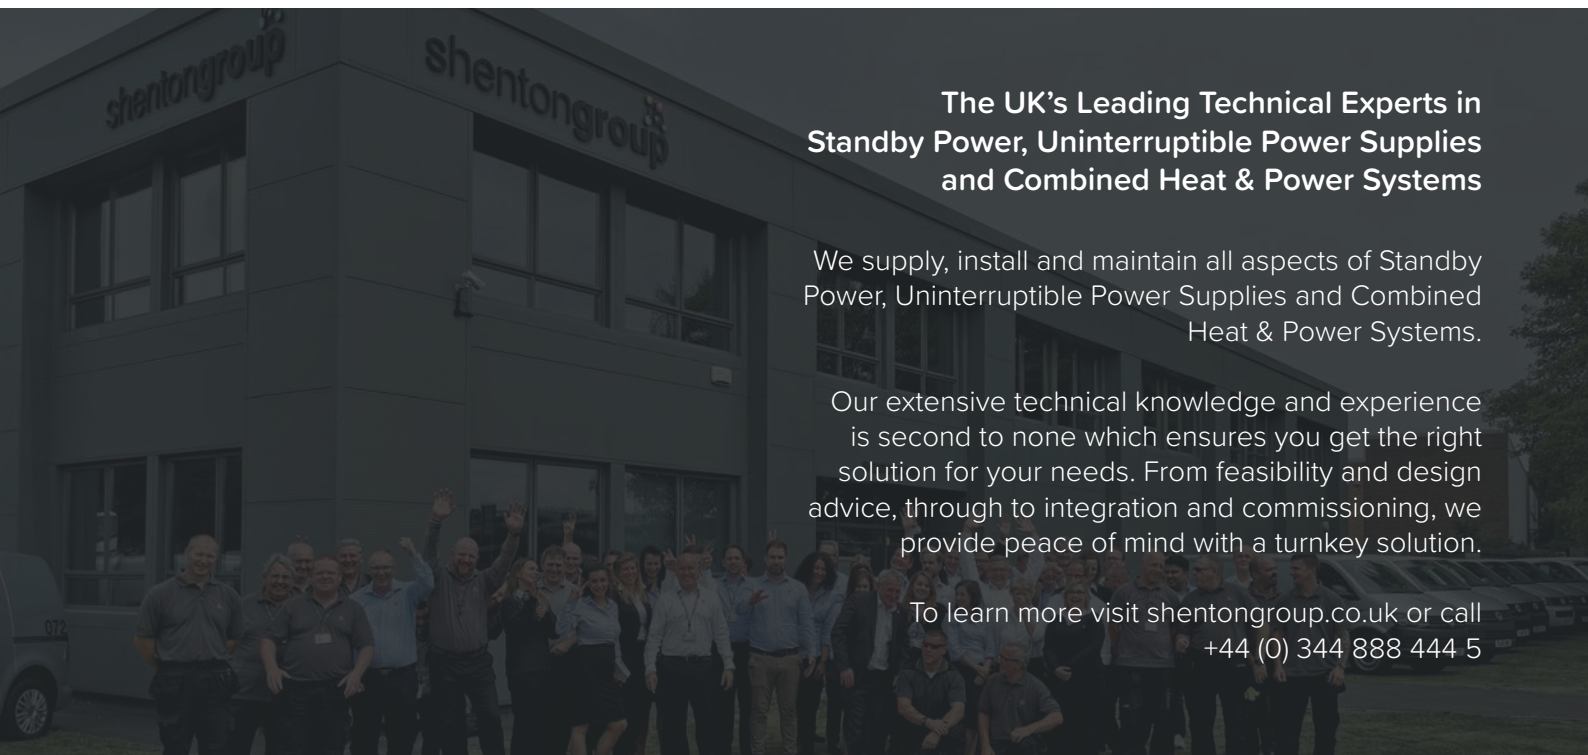 shentongroup
shentongroup
The UK’s Leading Technical Experts in
Standby Power, Uninterruptible Power Supplies
and Combined Heat & Power Systems
We supply, install and maintain all aspects of Standby
Power, Uninterruptible Power Supplies and Combined
Heat & Power Systems.
Our extensive technical knowledge and experience
is second to none which ensures you get the right
solution for your needs. From feasibility and design
advice, through to integration and commissioning, we
provide peace of mind with a turnkey solution.
To learn more visit shentongroup.co.uk or call
+44 (0) 344 888 444 5
072